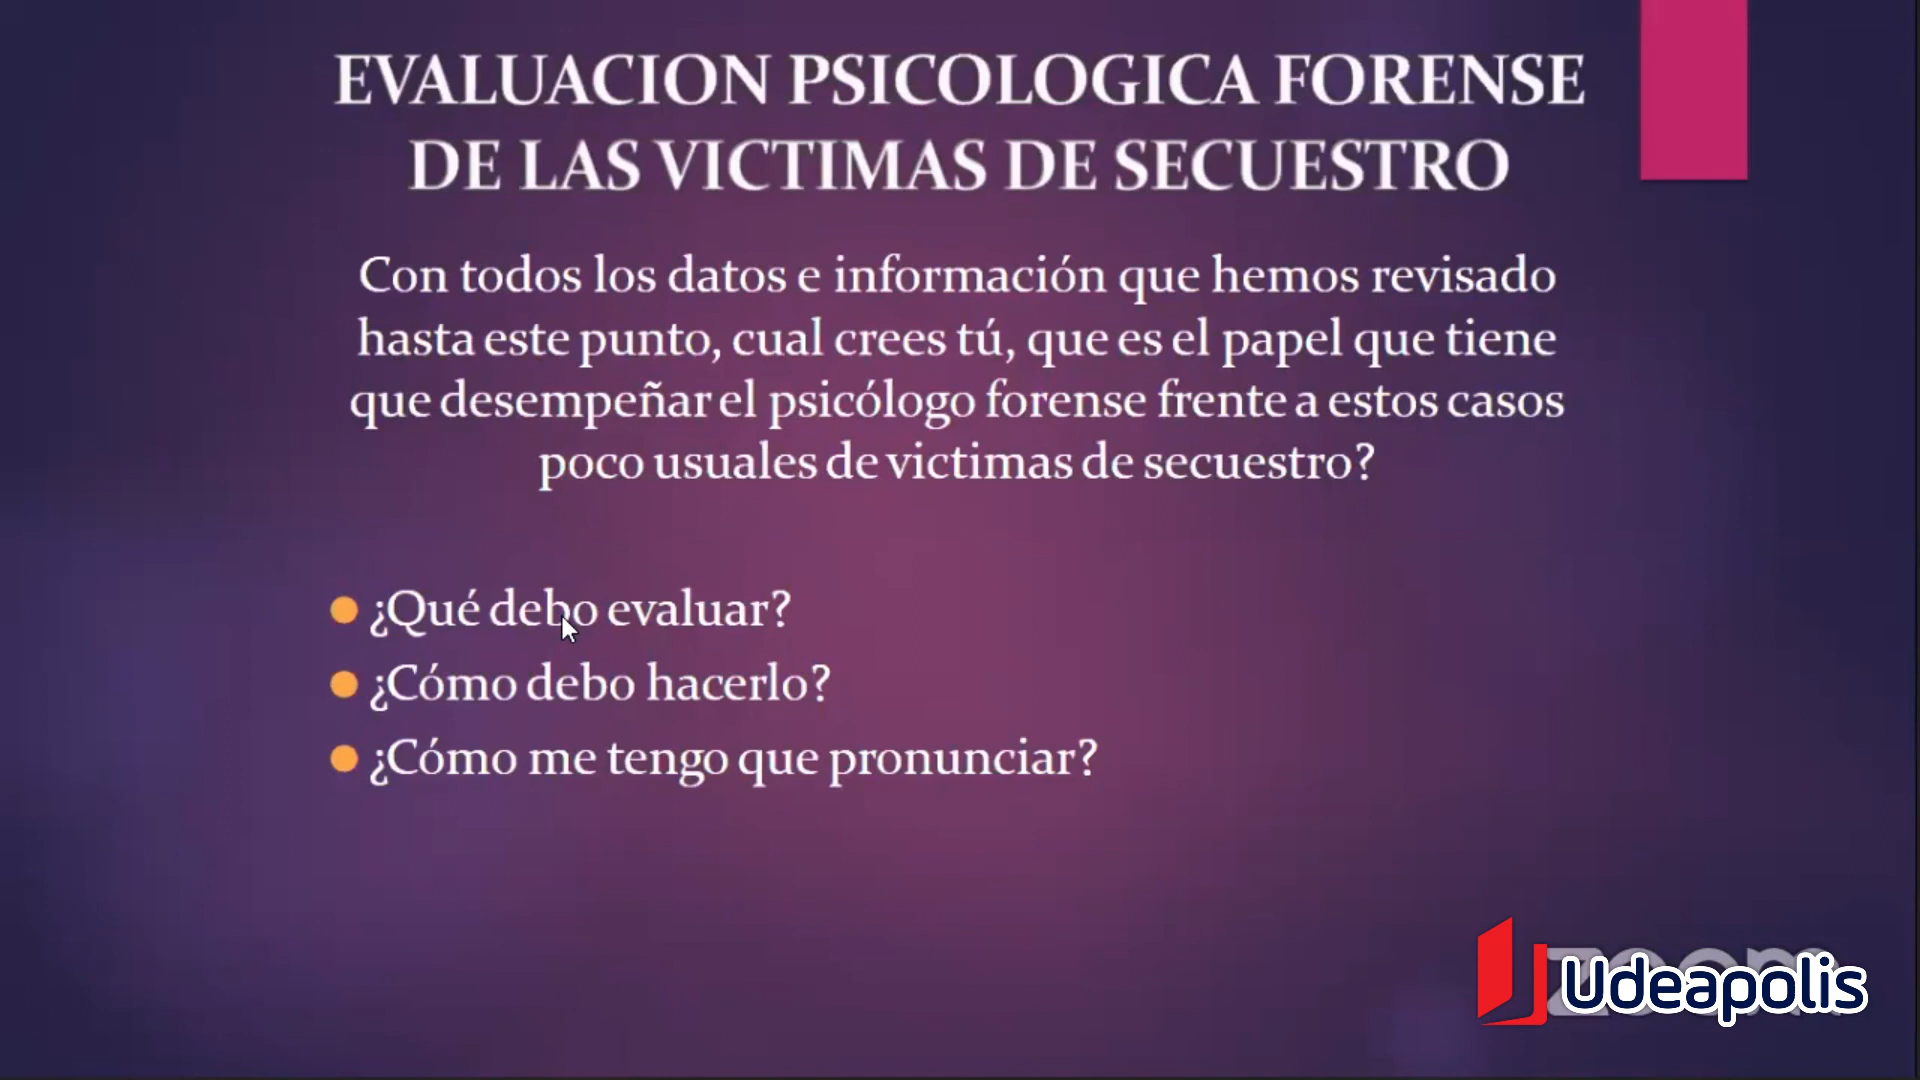 EVALUACION PSICOLOGICA FORENSE
DE LAS VICTIMAS DE SECUESTRO
Con todos los datos e información que hemos revisado
hasta este punto, cual crees tú, que es el papel que tiene
que desempeñar el psicólogo forense frente a estos casos
poco usuales de victimas de secuestro?
¿Qué debo evaluar?
¿Cómo debo hacerlo?
¿Cómo me tengo que pronunciar?
zoom
Udeapolis